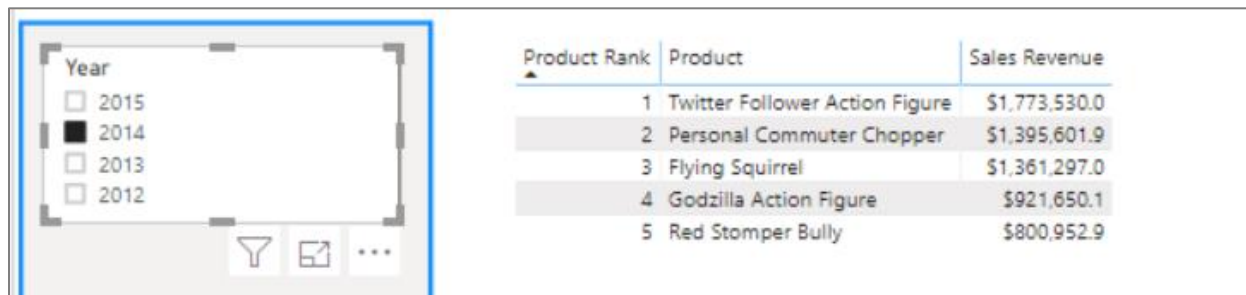 Year
2015
2014
2013
2012
Product Rank Product Sales Revenue
1 Twitter Follower Action Figure $1,773,530.0
2 Personal Commuter Chopper $1,395,601.9
3 Flying Squirrel $1,361,297.0
4 Godzilla Action Figure $921,650.1
5 Red Stomper Bully $800,952.9